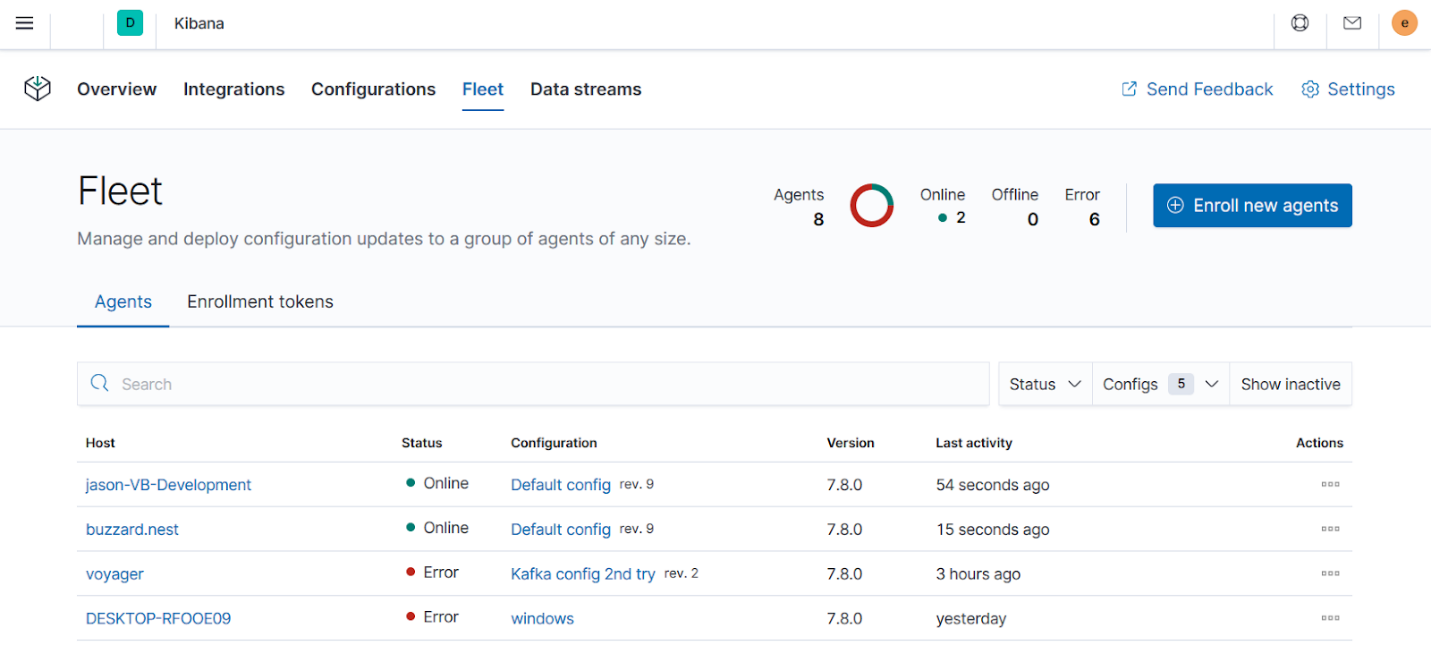 D Kibana e
Overview Integrations Configurations Fleet Data streams Send Feedback Settings
Fleet
Manage and deploy configuration updates to a group of agents of any size.
Agents Online Offline Error
8 2 0 6
Enroll new agents
Agents Enrollment tokens
Search Status Configs 5 Show inactive
Host Status Configuration Version Last activity Actions
jason-VB-Development Online Default config rev. 9 7.8.0 54 seconds ago
buzzard.nest Online Default config rev. 9 7.8.0 15 seconds ago
voyager Error Kafka config 2nd try rev. 2 7.8.0 3 hours ago
DESKTOP-RFOOE09 Error windows 7.8.0 yesterday